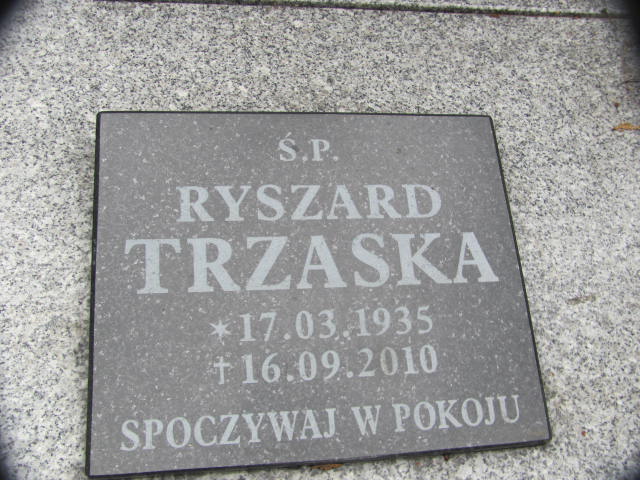 Ś.P.
RYSZARD
TRZASKA
✶17.03.1935
†16.09.2010
SPOCZYWAJ W POKOJU